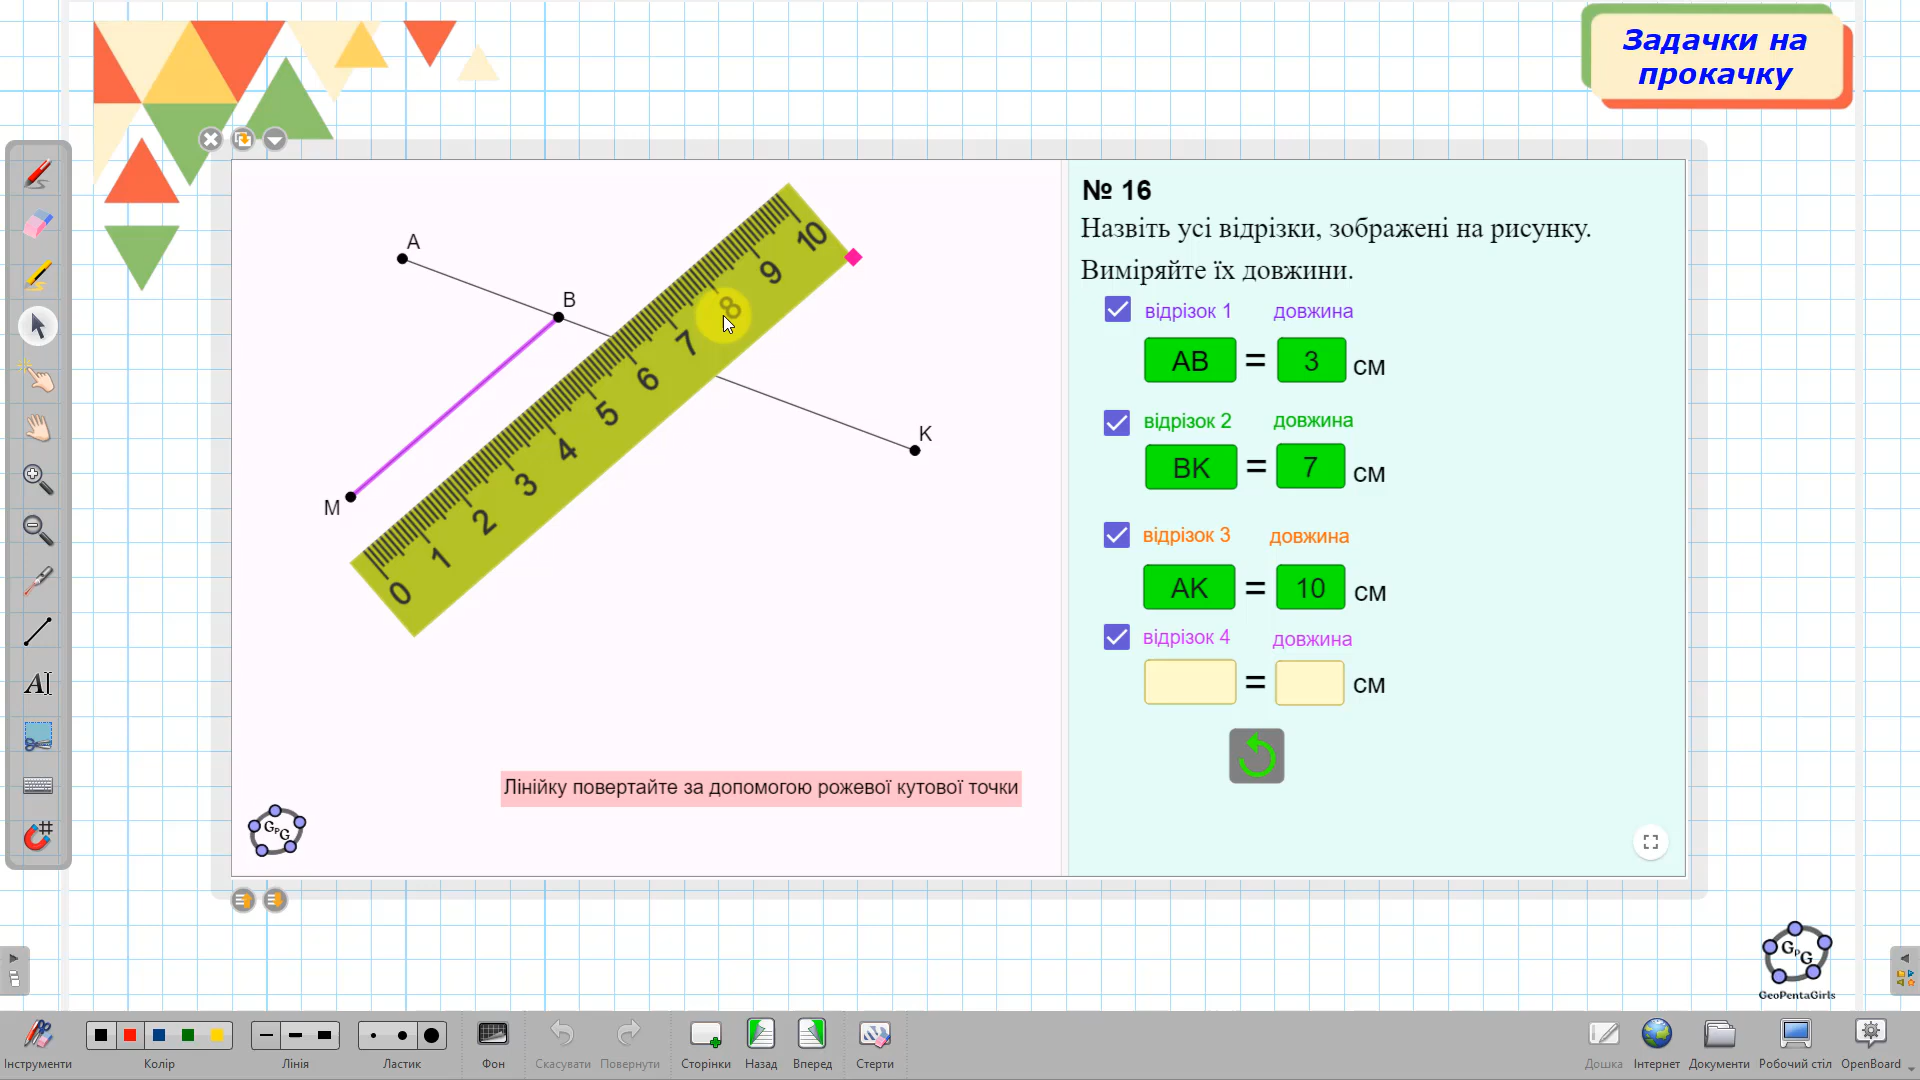 Задачки на
прокачку
№ 16
Назвіть усі відрізки, зображені на рисунку.
Виміряйте їх довжини.
відрізок 1 довжина
AB = 3 см
відрізок 2 довжина
BK = 7 см
відрізок 3 довжина
AK = 10 см
відрізок 4 довжина
= см
A
B
K
M
0 1 2 3 4 5 6 7 8 9 10
Лінійку повертайте за допомогою рожевої кутової точки
GPG
GPG
GeoPentaGirls
Інструменти Колір Лінія Ластик Фон Скасувати Повернути Сторінки Назад Вперед Стерти Дошка Інтернет Документи Робочий стіл OpenBoard